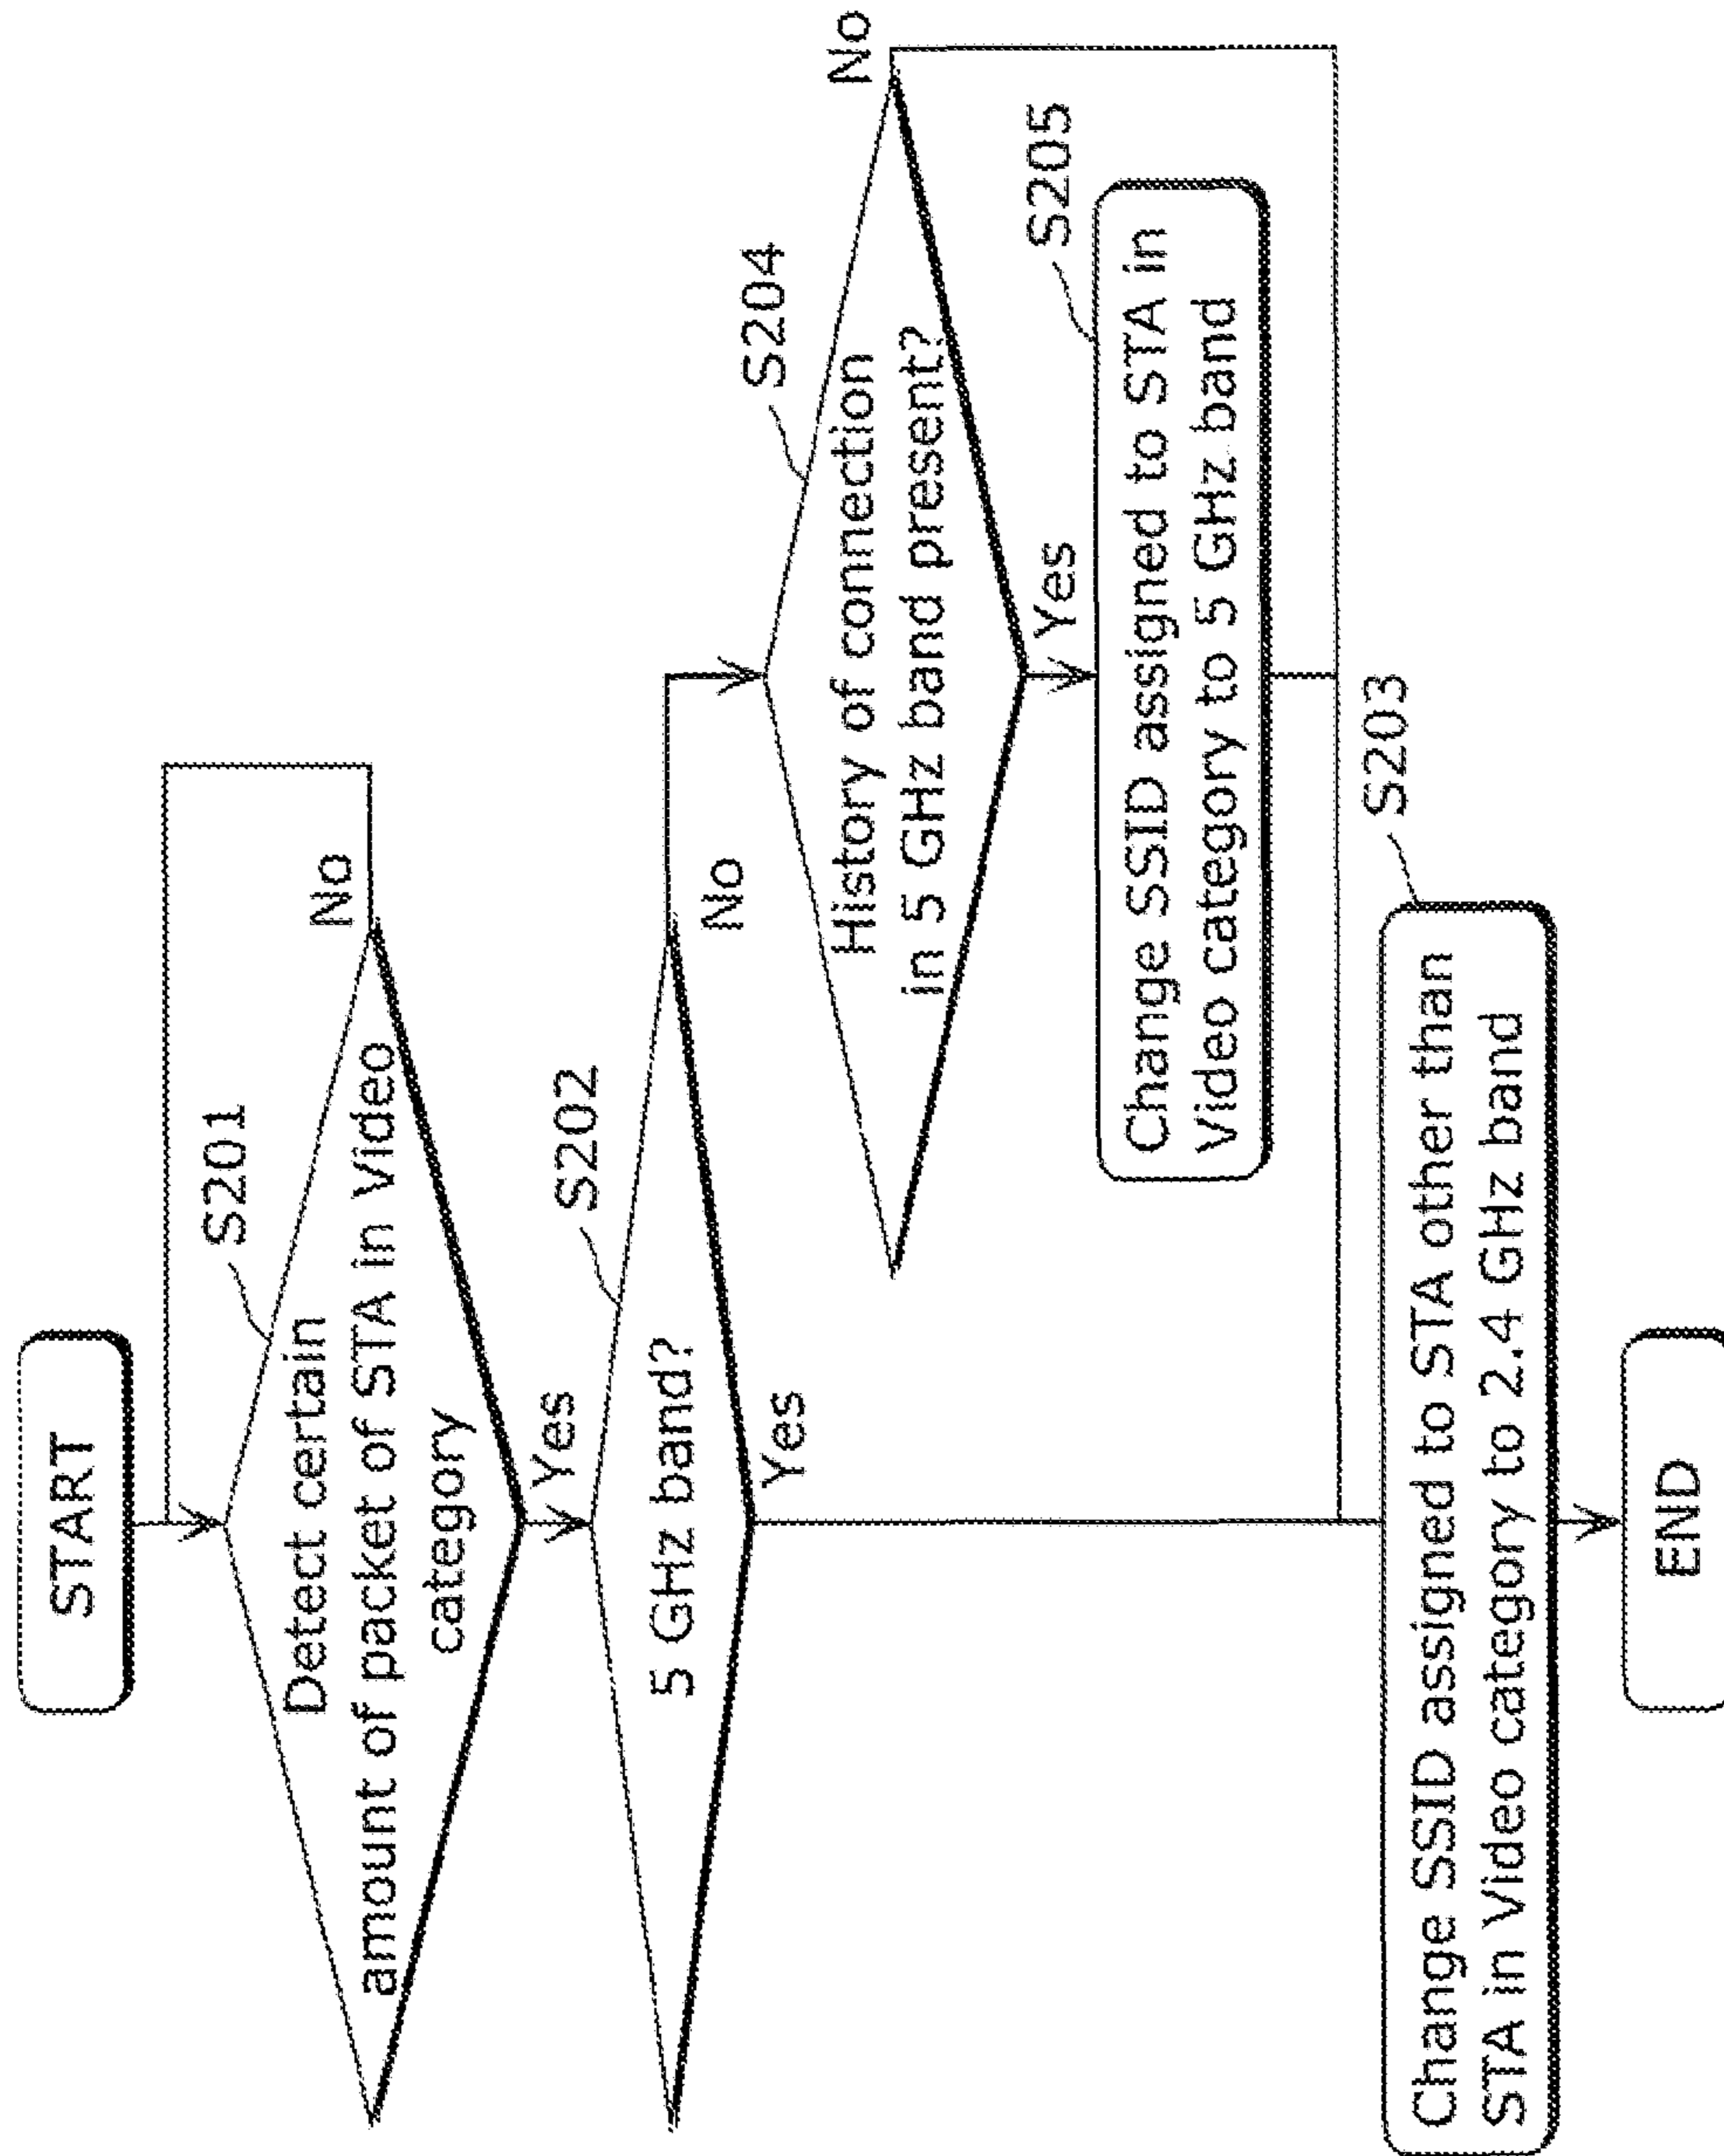 START
S201
Detect certain
amount of packet of STA in Video
category
No
Yes
S202
5 GHz band?
No
Yes
S204
History of connection
in 5 GHz band present?
No
Yes
S205
Change SSID assigned to STA in
Video category to 5 GHz band
S203
Change SSID assigned to STA other than
STA in Video category to 2.4 GHz band
END